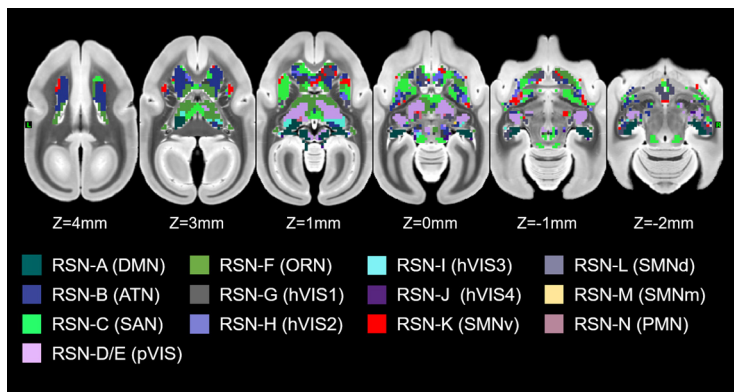 L
R
Z=4mm Z=3mm Z=1mm Z=0mm Z=-1mm Z=-2mm
RSN-A (DMN) RSN-F (ORN) RSN-I (hVIS3) RSN-L (SMNd)
RSN-B (ATN) RSN-G (hVIS1) RSN-J (hVIS4) RSN-M (SMNm)
RSN-C (SAN) RSN-H (hVIS2) RSN-K (SMNv) RSN-N (PMN)
RSN-D/E (pVIS)